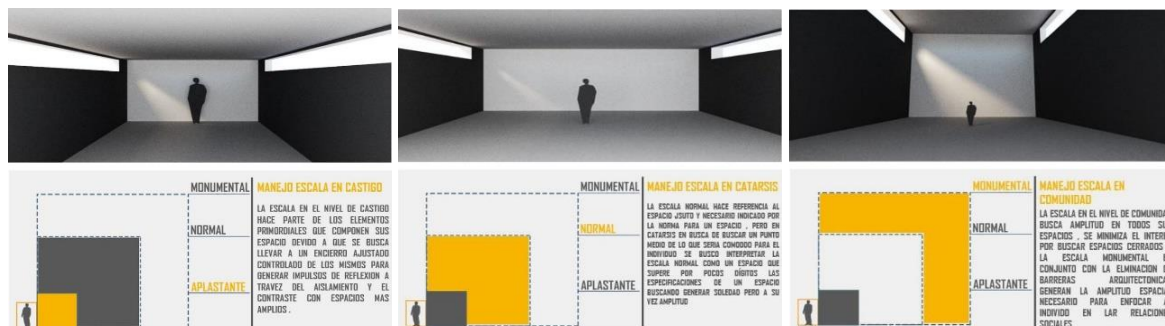 MONUMENTAL
NORMAL
APLASTANTE
MANEJO ESCALA EN CASTIGO
LA ESCALA EN EL NIVEL DE CASTIGO
HACE PARTE DE LOS ELEMENTOS
PRIMORDIALES QUE COMPONEN SUS
ESPACIO DEVIDO A QUE SE BUSCA
LLEVAR A UN ENCIERRO AJUSTADO
CONTROLADO DE LOS MISMOS PARA
GENERAR IMPULSOS DE REFLEXION A
TRAVEZ DEL AISLAMIENTO Y EL
CONTRASTE CON ESPACIOS MAS
AMPLIOS .
MONUMENTAL
NORMAL
APLASTANTE
MANEJO ESCALA EN CATARSIS
LA ESCALA NORMAL HACE REFERENCIA AL
ESPACIO JSUTO Y NECESARIO INDICADO POR
LA NORMA PARA UN ESPACIO , PERO EN
CATARSIS EN BUSCA DE BUSCAR UN PUNTO
MEDIO DE LO QUE SERIA COMODO PARA EL
INDIVIDUO SE BUSCO INTERPRETAR LA
ESCALA NORMAL COMO UN ESPACIO QUE
SUPERE POR POCOS DÍGITOS LAS
ESPECIFICACIONES DE UN ESPACIO
BUSCANDO GENERAR SOLEDAD PERO A SU
VEZ AMPLITUD
MONUMENTAL
NORMAL
APLASTANTE
MANEJO ESCALA EN
COMUNIDAD
LA ESCALA EN EL NIVEL DE COMUNIDA
BUSCA AMPLITUD EN TODOS SU
ESPACIOS , SE MINIMIZA EL INTER
POR BUSCAR ESPACIOS CERRADOS
LA ESCALA MONUMENTAL
CONJUNTO CON LA ELMINACION
BARRERAS ARQUITECTONICA
GENERAN LA AMPLITUD ESPACIA
NECESARIO PARA ENFOCAR
INDIVIDO EN LAR RELACIONE
SOCIALES